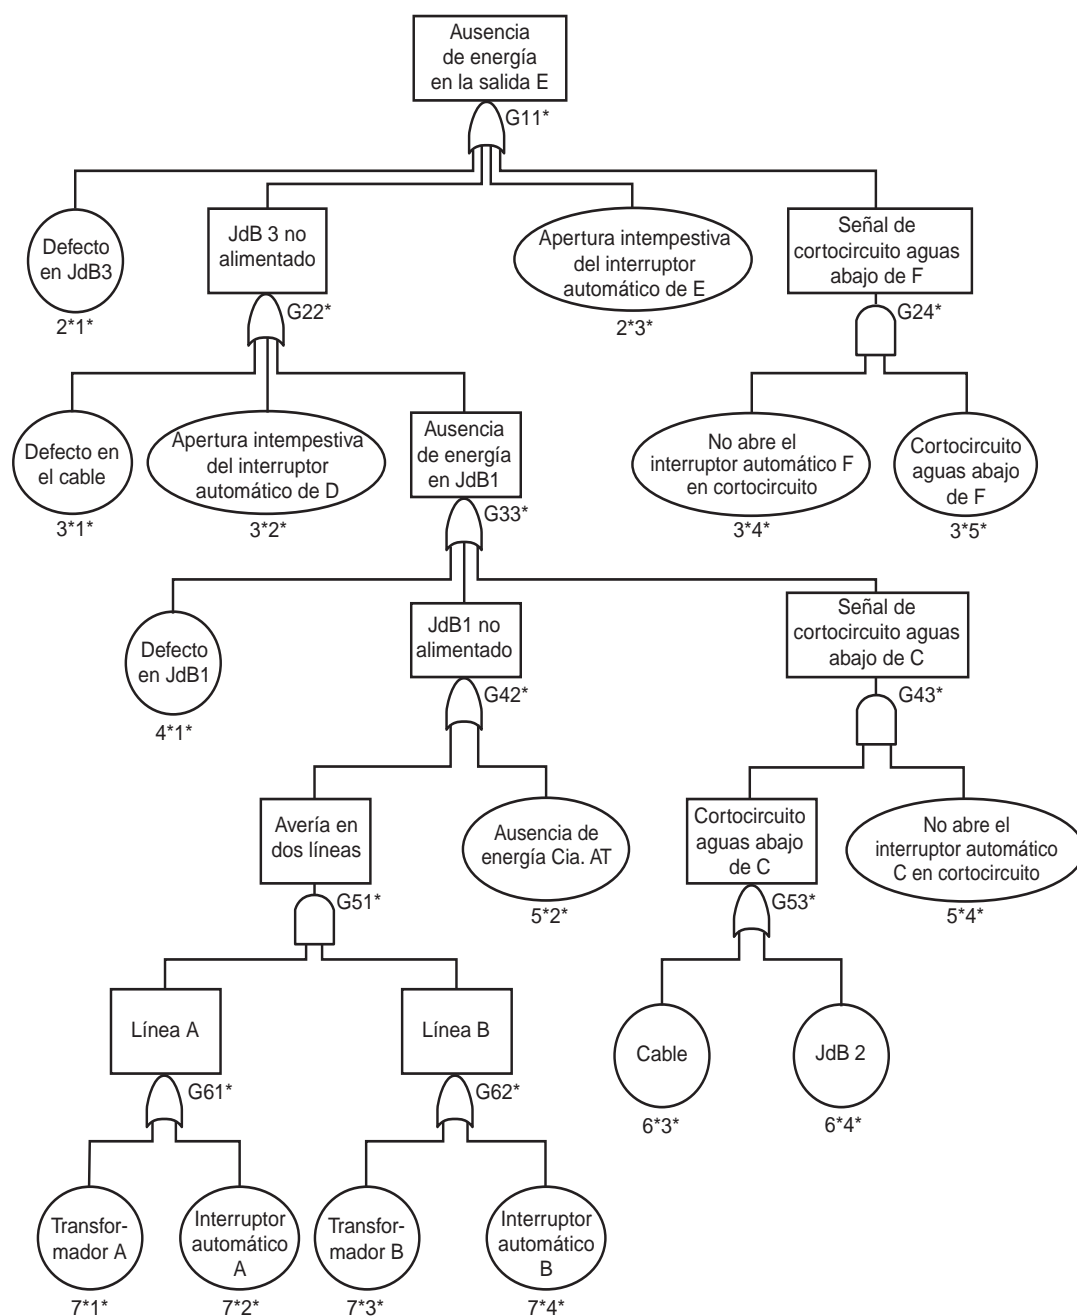 Ausencia
de energía
en la salida E
G11*
Defecto
en JdB3
2*1*
JdB 3 no
alimentado
G22*
Apertura intempestiva
del interruptor
automático de E
2*3*
Señal de
cortocircuito aguas
abajo de F
G24*
Defecto en
el cable
3*1*
Apertura intempestiva
del interruptor
automático de D
3*2*
Ausencia
de energía
en JdB1
G33*
No abre el
interruptor automático F
en cortocircuito
3*4*
Cortocircuito
aguas abajo
de F
3*5*
Defecto
en JdB1
4*1*
JdB1 no
alimentado
G42*
Señal de
cortocircuito aguas
abajo de C
G43*
Avería en
dos líneas
G51*
Ausencia de
energía Cia. AT
5*2*
Cortocircuito
aguas abajo
de C
G53*
No abre el
interruptor automático
C en cortocircuito
5*4*
Línea A
G61*
Línea B
G62*
Cable
6*3*
JdB 2
6*4*
Transfor-
mador A
7*1*
Interruptor
automático
A
7*2*
Transfor-
mador B
7*3*
Interruptor
automático
B
7*4*